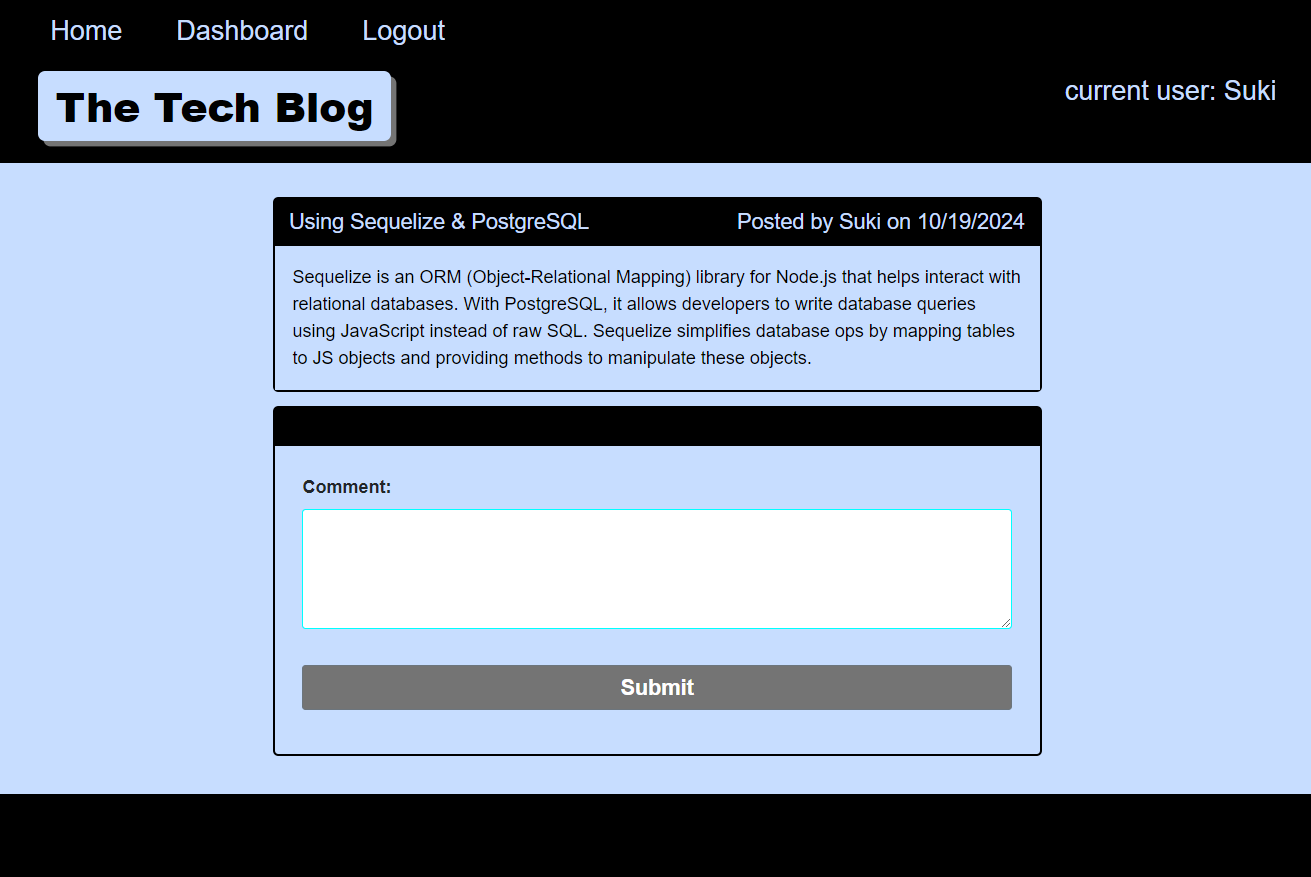 Home Dashboard Logout
The Tech Blog
current user: Suki
Using Sequelize & PostgreSQL
Posted by Suki on 10/19/2024
Sequelize is an ORM (Object-Relational Mapping) library for Node.js that helps interact with
relational databases. With PostgreSQL, it allows developers to write database queries
using JavaScript instead of raw SQL. Sequelize simplifies database ops by mapping tables
to JS objects and providing methods to manipulate these objects.
Comment:
Submit